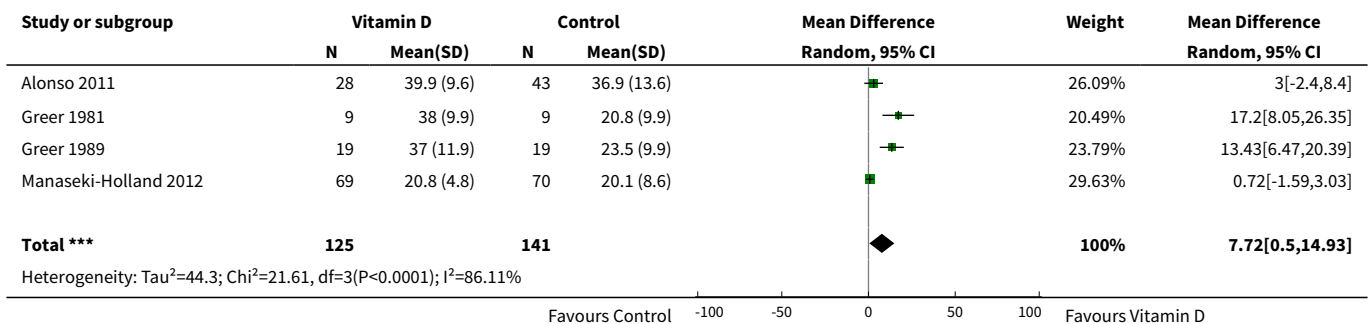 Study or subgroup Vitamin D Control Mean Difference Weight Mean Difference
N Mean(SD) N Mean(SD) Random, 95% CI Random, 95% CI
Alonso 2011 28 39.9 (9.6) 43 36.9 (13.6) 26.09% 3[-2.4,8.4]
Greer 1981 9 38 (9.9) 9 20.8 (9.9) 20.49% 17.2[8.05,26.35]
Greer 1989 19 37 (11.9) 19 23.5 (9.9) 23.79% 13.43[6.47,20.39]
Manaseki-Holland 2012 69 20.8 (4.8) 70 20.1 (8.6) 29.63% 0.72[-1.59,3.03]
Total *** 125 141 100% 7.72[0.5,14.93]
Heterogeneity: Tau²=44.3; Chi²=21.61, df=3(P<0.0001); I²=86.11%
Favours Control -100 -50 0 50 100 Favours Vitamin D